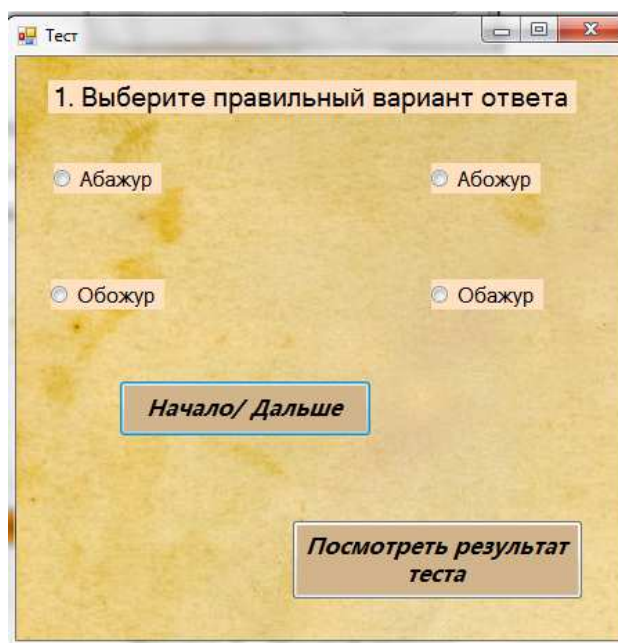 Тест
1. Выберите правильный вариант ответа
Абажур
Абожур
Обожур
Обажур
Начало/ Дальше
Посмотреть результат
теста